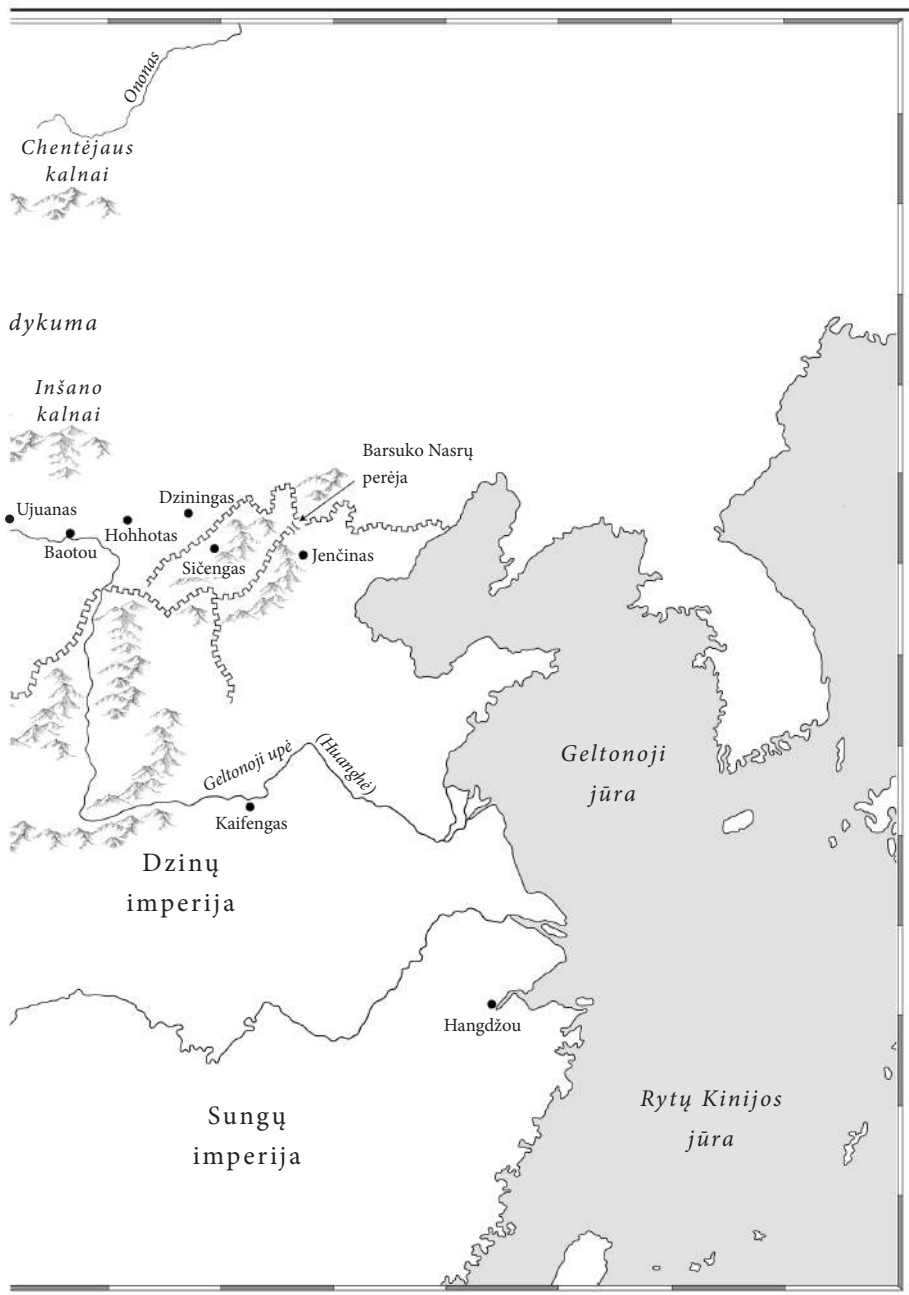 Ononas
Chentėjaus
kalnai
dykuma
Inšano
kalnai
Barsuko Nasrų
perėja
Dziningas
Ujuanas
Hohhotas
Baotou
Sičengas
Jenčinas
Geltonoji upė
(Huanghė)
Geltonoji
jūra
Kaifengas
Dzinų
imperija
Hangdžou
Sungų
imperija
Rytų Kinijos
jūra